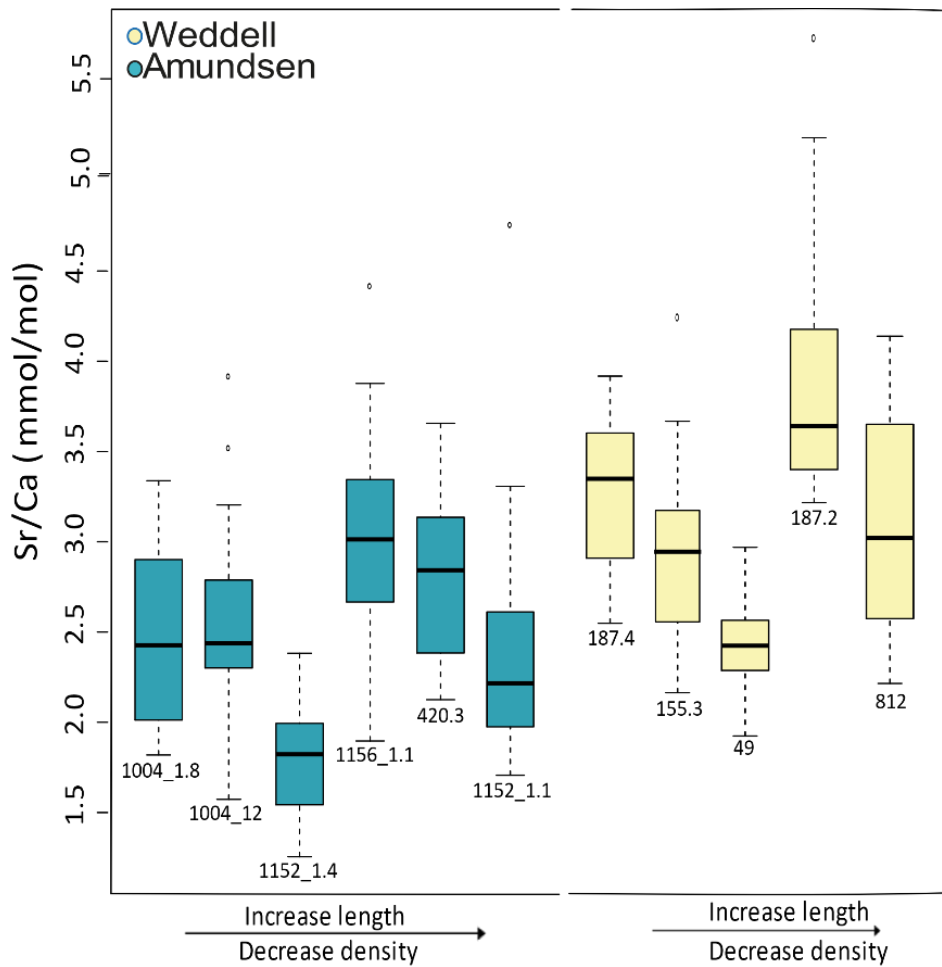 Weddell
Amundsen
Sr/Ca (mmol/mol)
5.5
5.0
4.5
4.0
3.5
3.0
2.5
2.0
1.5
1004_1.8
1004_12
1152_1.4
1156_1.1
420.3
1152_1.1
187.4
155.3
49
187.2
812
Increase length
Decrease density
Increase length
Decrease density